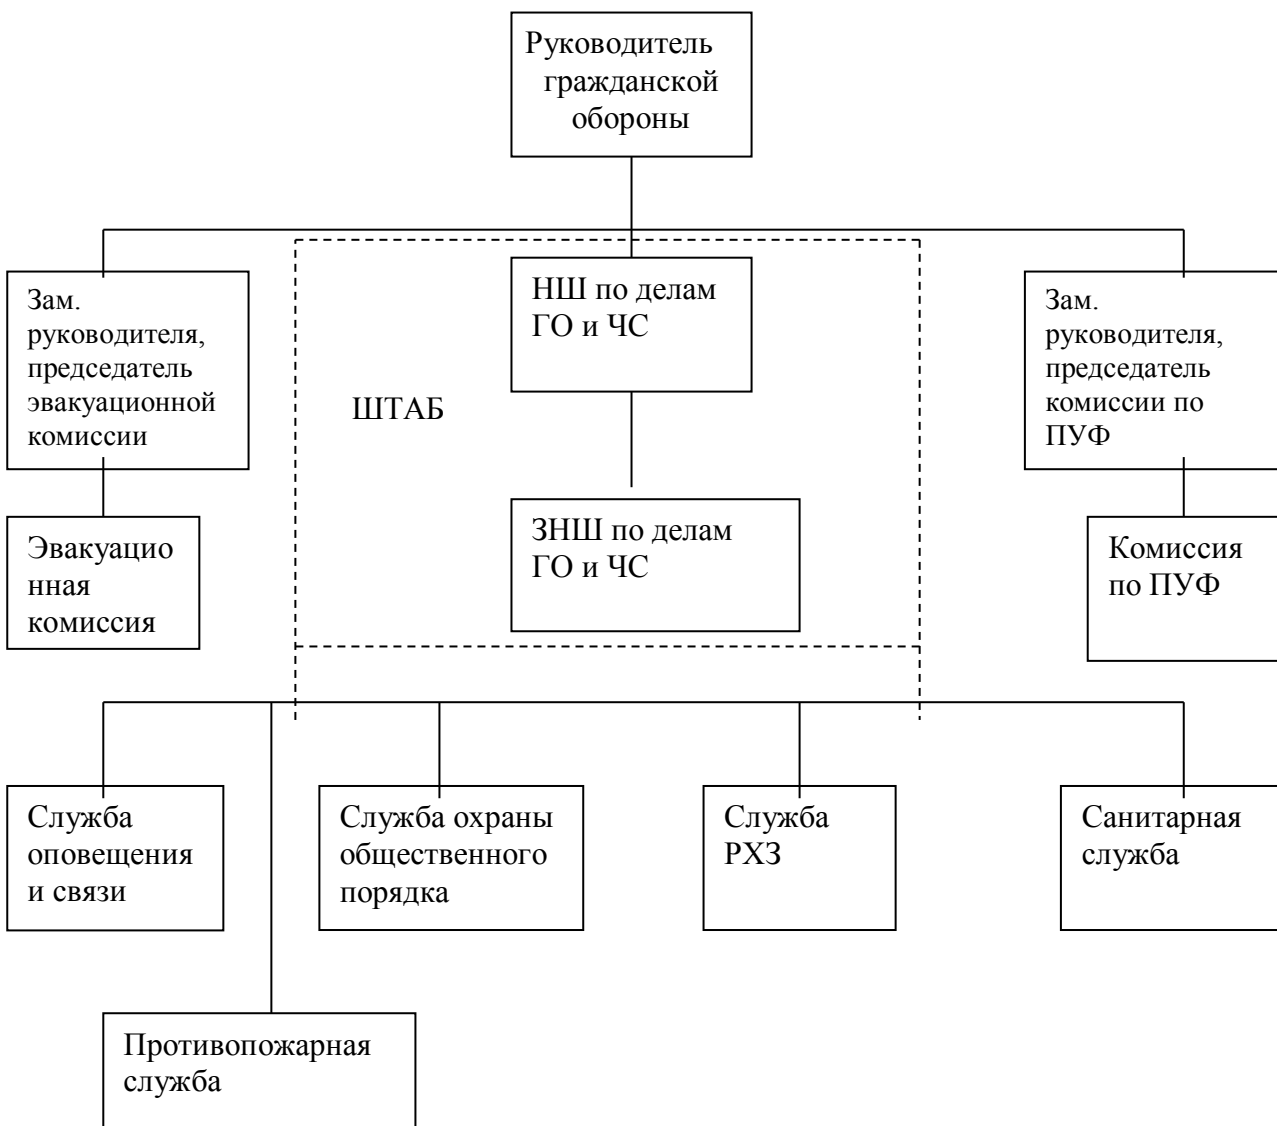 Руководитель
гражданской
обороны
Зам.
руководителя,
председатель
эвакуационной
комиссии
НШ по делам
ГО и ЧС
Зам.
руководителя,
председатель
комиссии по
ПУФ
ШТАБ
Эвакуацио
нная
комиссия
ЗНШ по делам
ГО и ЧС
Комиссия
по ПУФ
Служба
оповещения
и связи
Служба охраны
общественного
порядка
Служба
РХЗ
Санитарная
служба
Противопожарная
служба